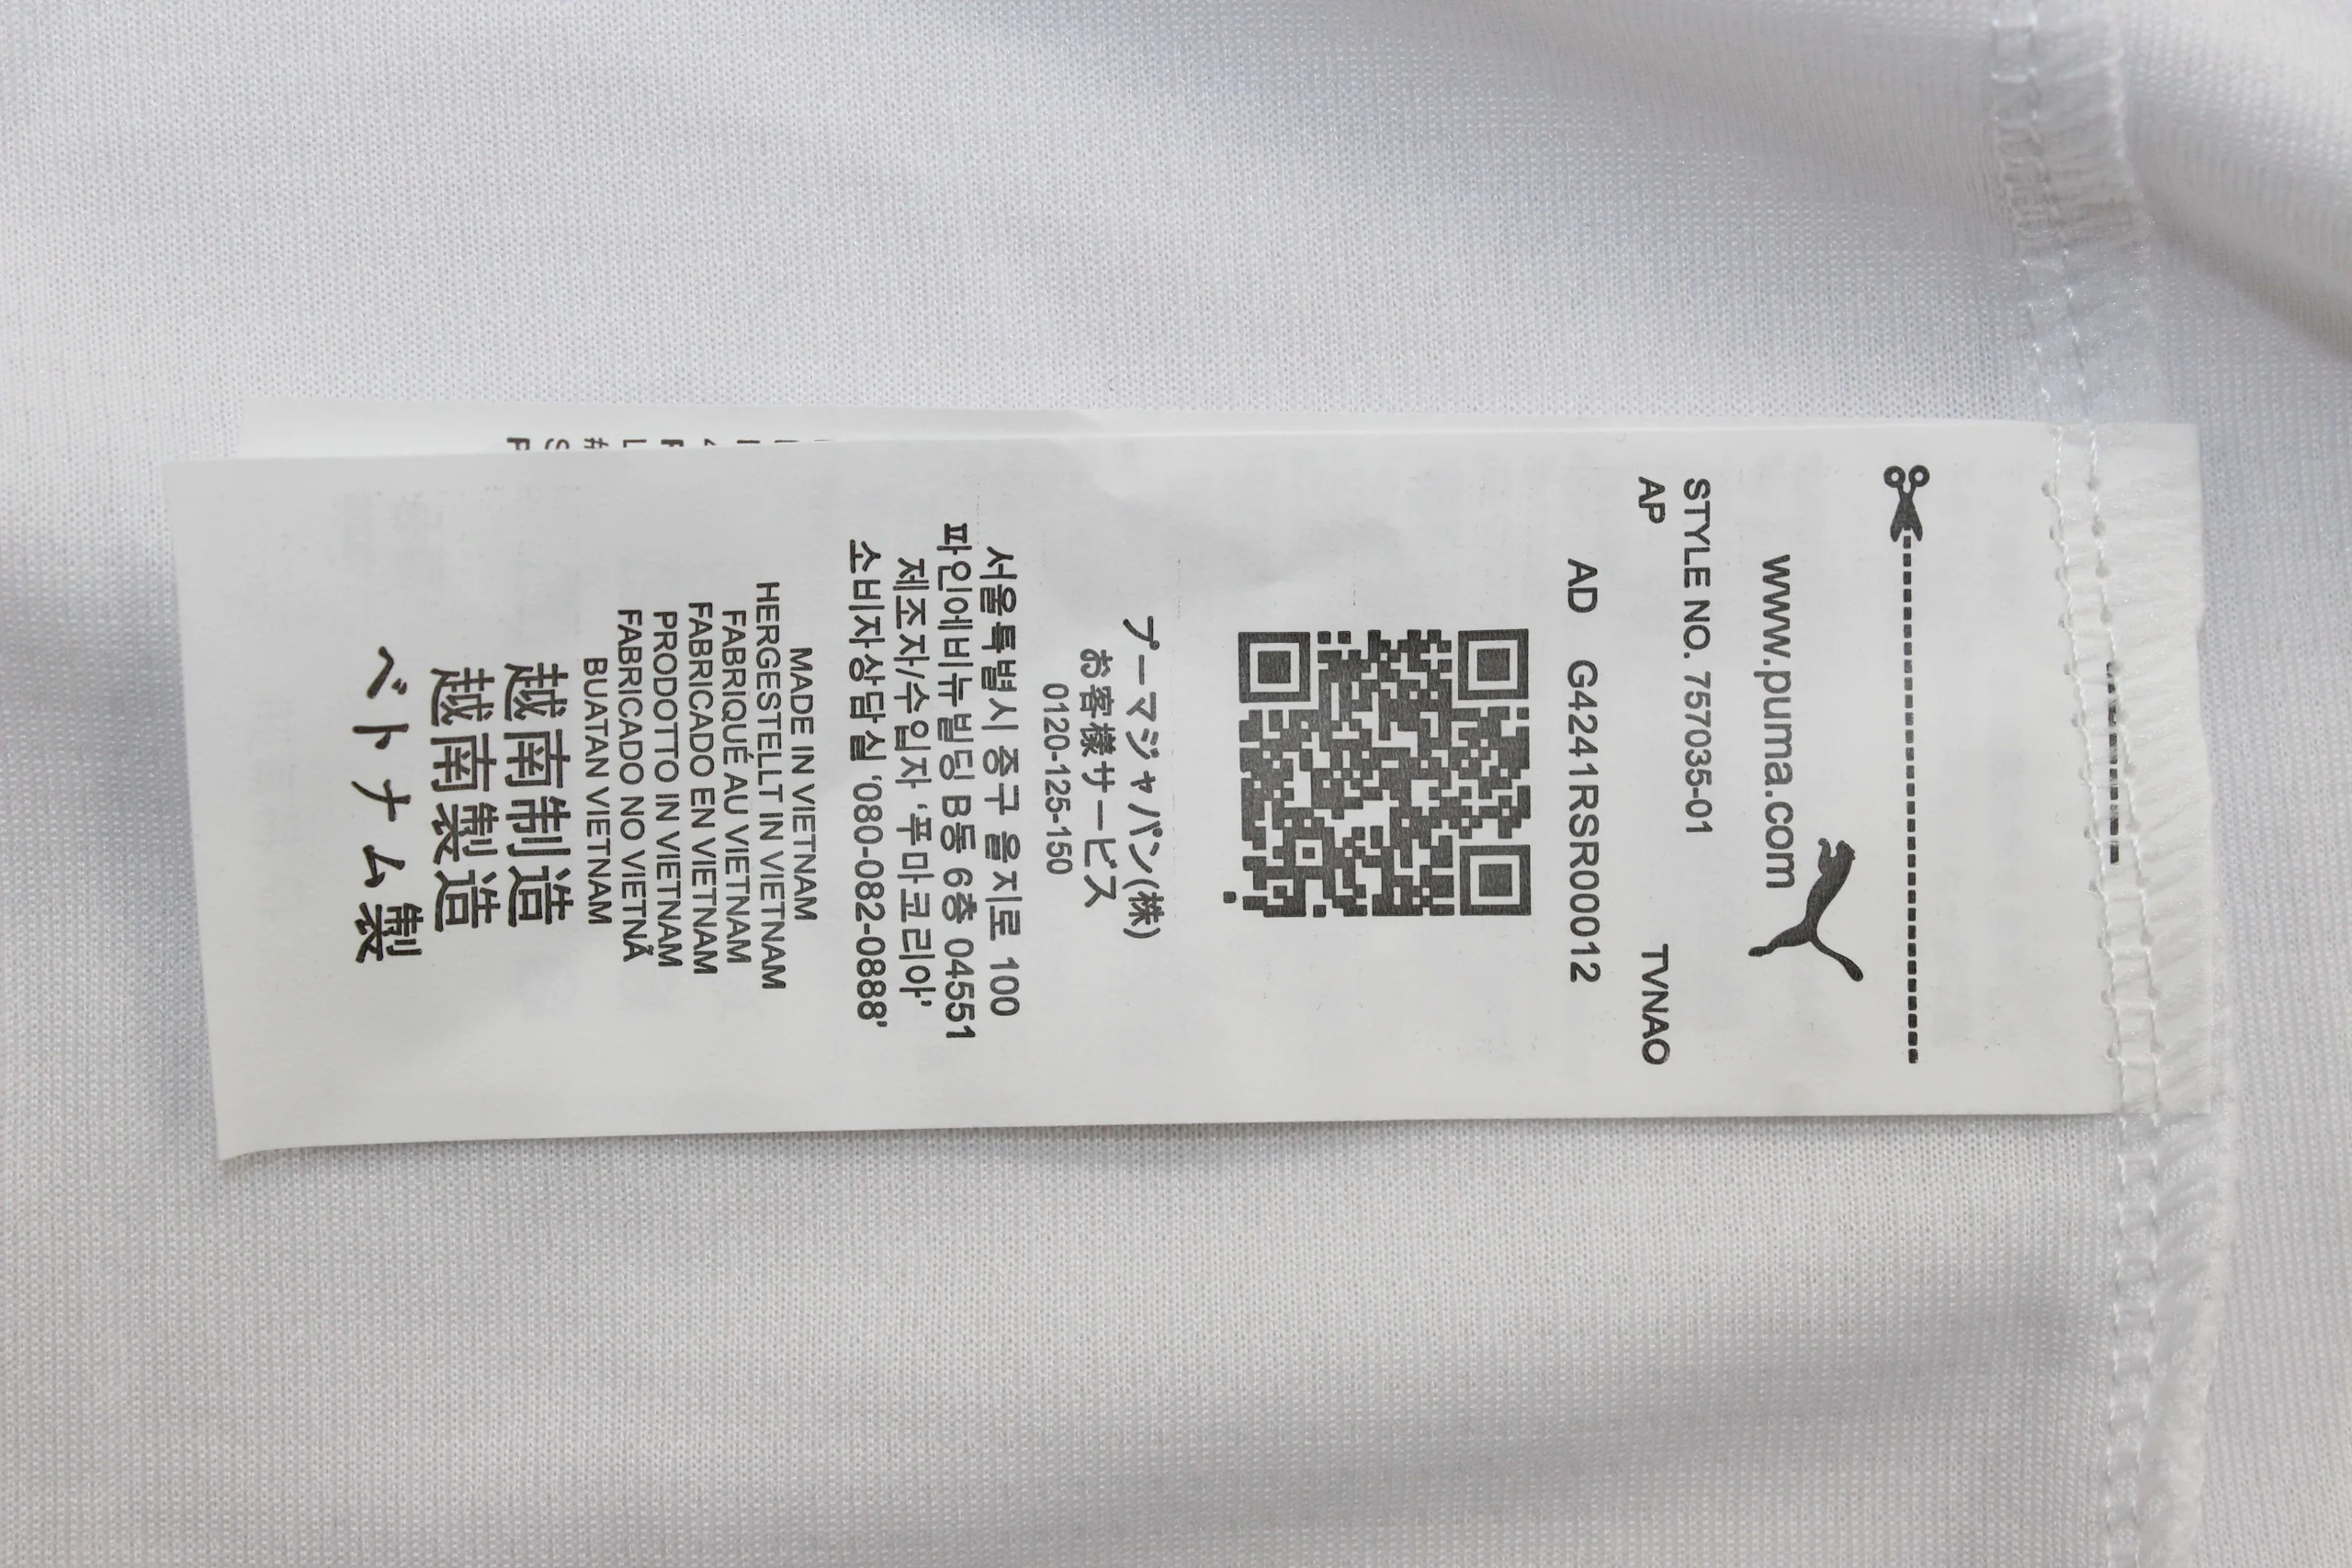 www.puma.com
STYLE NO. 757035-01
AP TVNAO
AD G4241RSR00012
プーマジャパン(株)
お客様サービス
0120-125-150
서울특별시 중구 을지로 100
파인애비뉴빌딩 B동 6층 04551
제조자/수입자 '푸마코리아'
소비자상담실 '080-082-0888'
MADE IN VIETNAM
HERGESTELLT IN VIETNAM
FABRIQUÉ AU VIETNAM
FABRICADO EN VIETNAM
PRODOTTO IN VIETNAM
FABRICADO NO VIETNÃ
BUATAN VIETNAM
越南制造
越南製造
ベトナム製